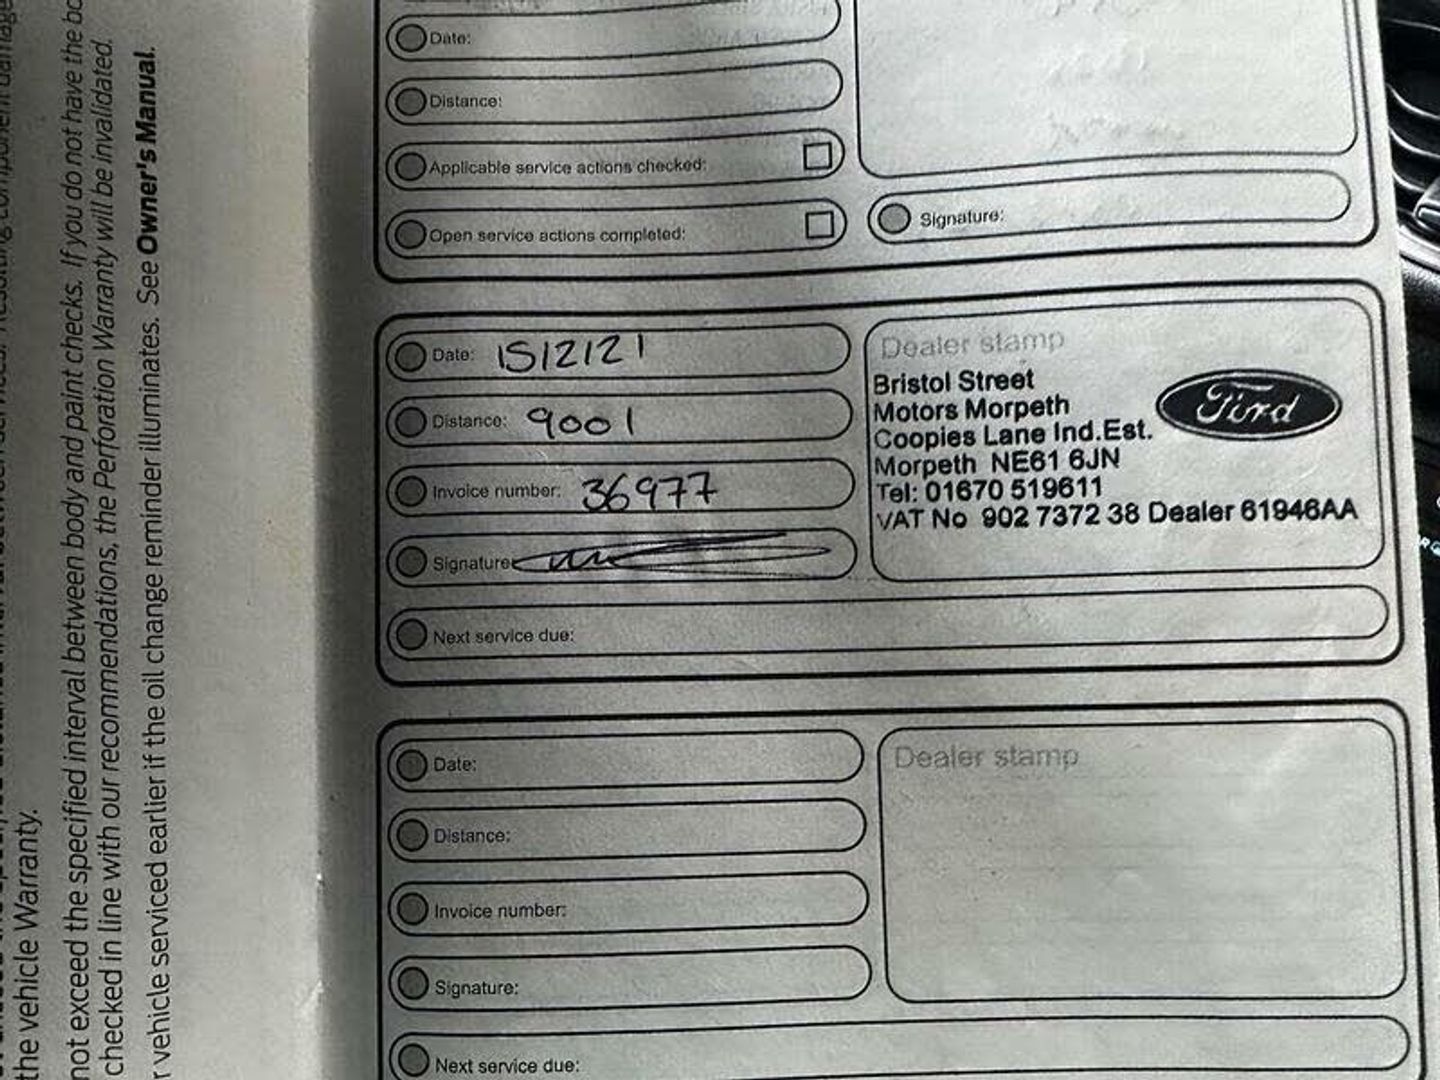 Date:
Distance:
Applicable service actions checked:
Open service actions completed:
Signature:
Date: 15/2/21
Distance: 9001
Invoice number: 36977
Signature:
Next service due:
Dealer stamp
Bristol Street
Motors Morpeth
Coopies Lane Ind.Est.
Morpeth NE61 6JN
Tel: 01670 519611
VAT No 902 7372 38 Dealer 61946AA
Ford
Date:
Distance:
Invoice number:
Signature:
Next service due:
Dealer stamp
the vehicle Warranty.
not exceed the specified interval between body and paint checks. If you do not have the
checked in line with our recommendations, the Perforation Warranty will be invalidated.
r vehicle serviced earlier if the oil change reminder illuminates. See Owner's Manual.